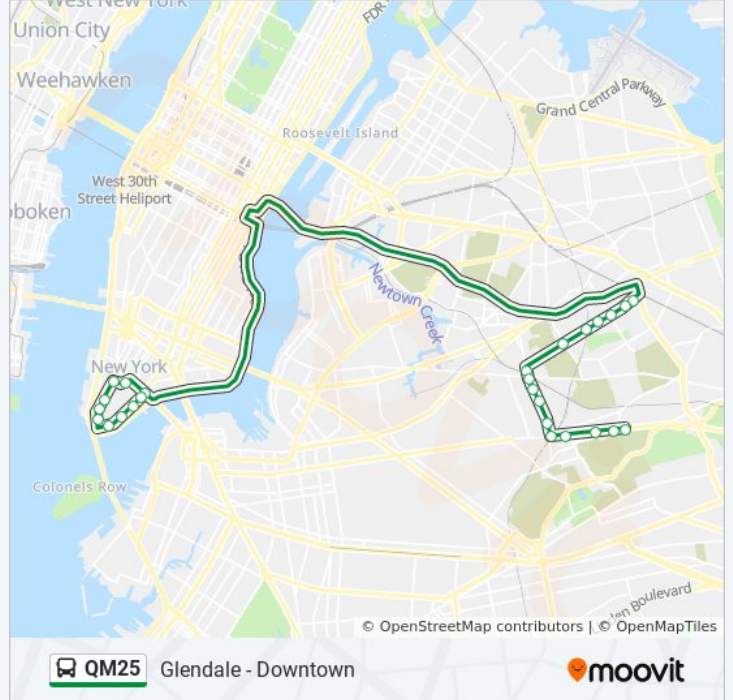 West New York
FDR
Union City
Weehawken
Grand Central Parkway
Roosevelt Island
West 30th
Street Heliport
boken
Newtown Creek
New York
Colonels Row
en Boulevard
© OpenStreetMap contributors | © OpenMapTiles
QM25 Glendale - Downtown
moovit